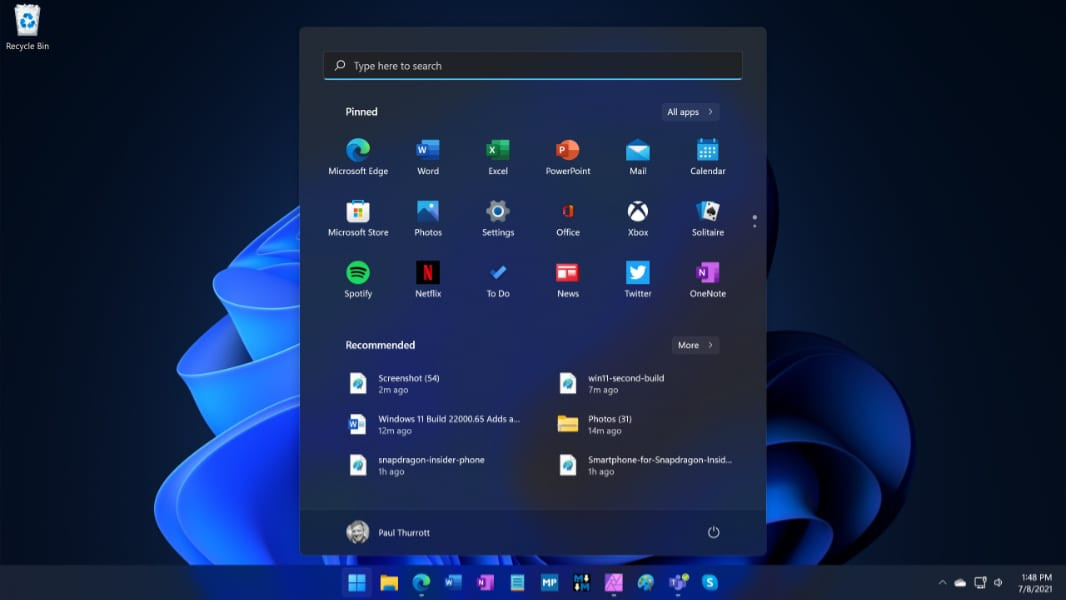 Recycle Bin
Type here to search
Pinned
All apps
Microsoft Edge
Word
Excel
PowerPoint
Mail
Calendar
Microsoft Store
Photos
Settings
Office
Xbox
Solitaire
Spotify
Netflix
To Do
News
Twitter
OneNote
Recommended
More
Screenshot (54)
2m ago
win11-second-build
7m ago
Windows 11 Build 22000.65 Adds a...
12m ago
Photos (31)
14m ago
snapdragon-insider-phone
1h ago
Smartphone-for-Snapdragon-Insid...
1h ago
Paul Thurrott
MP
1:48 PM
7/8/2021